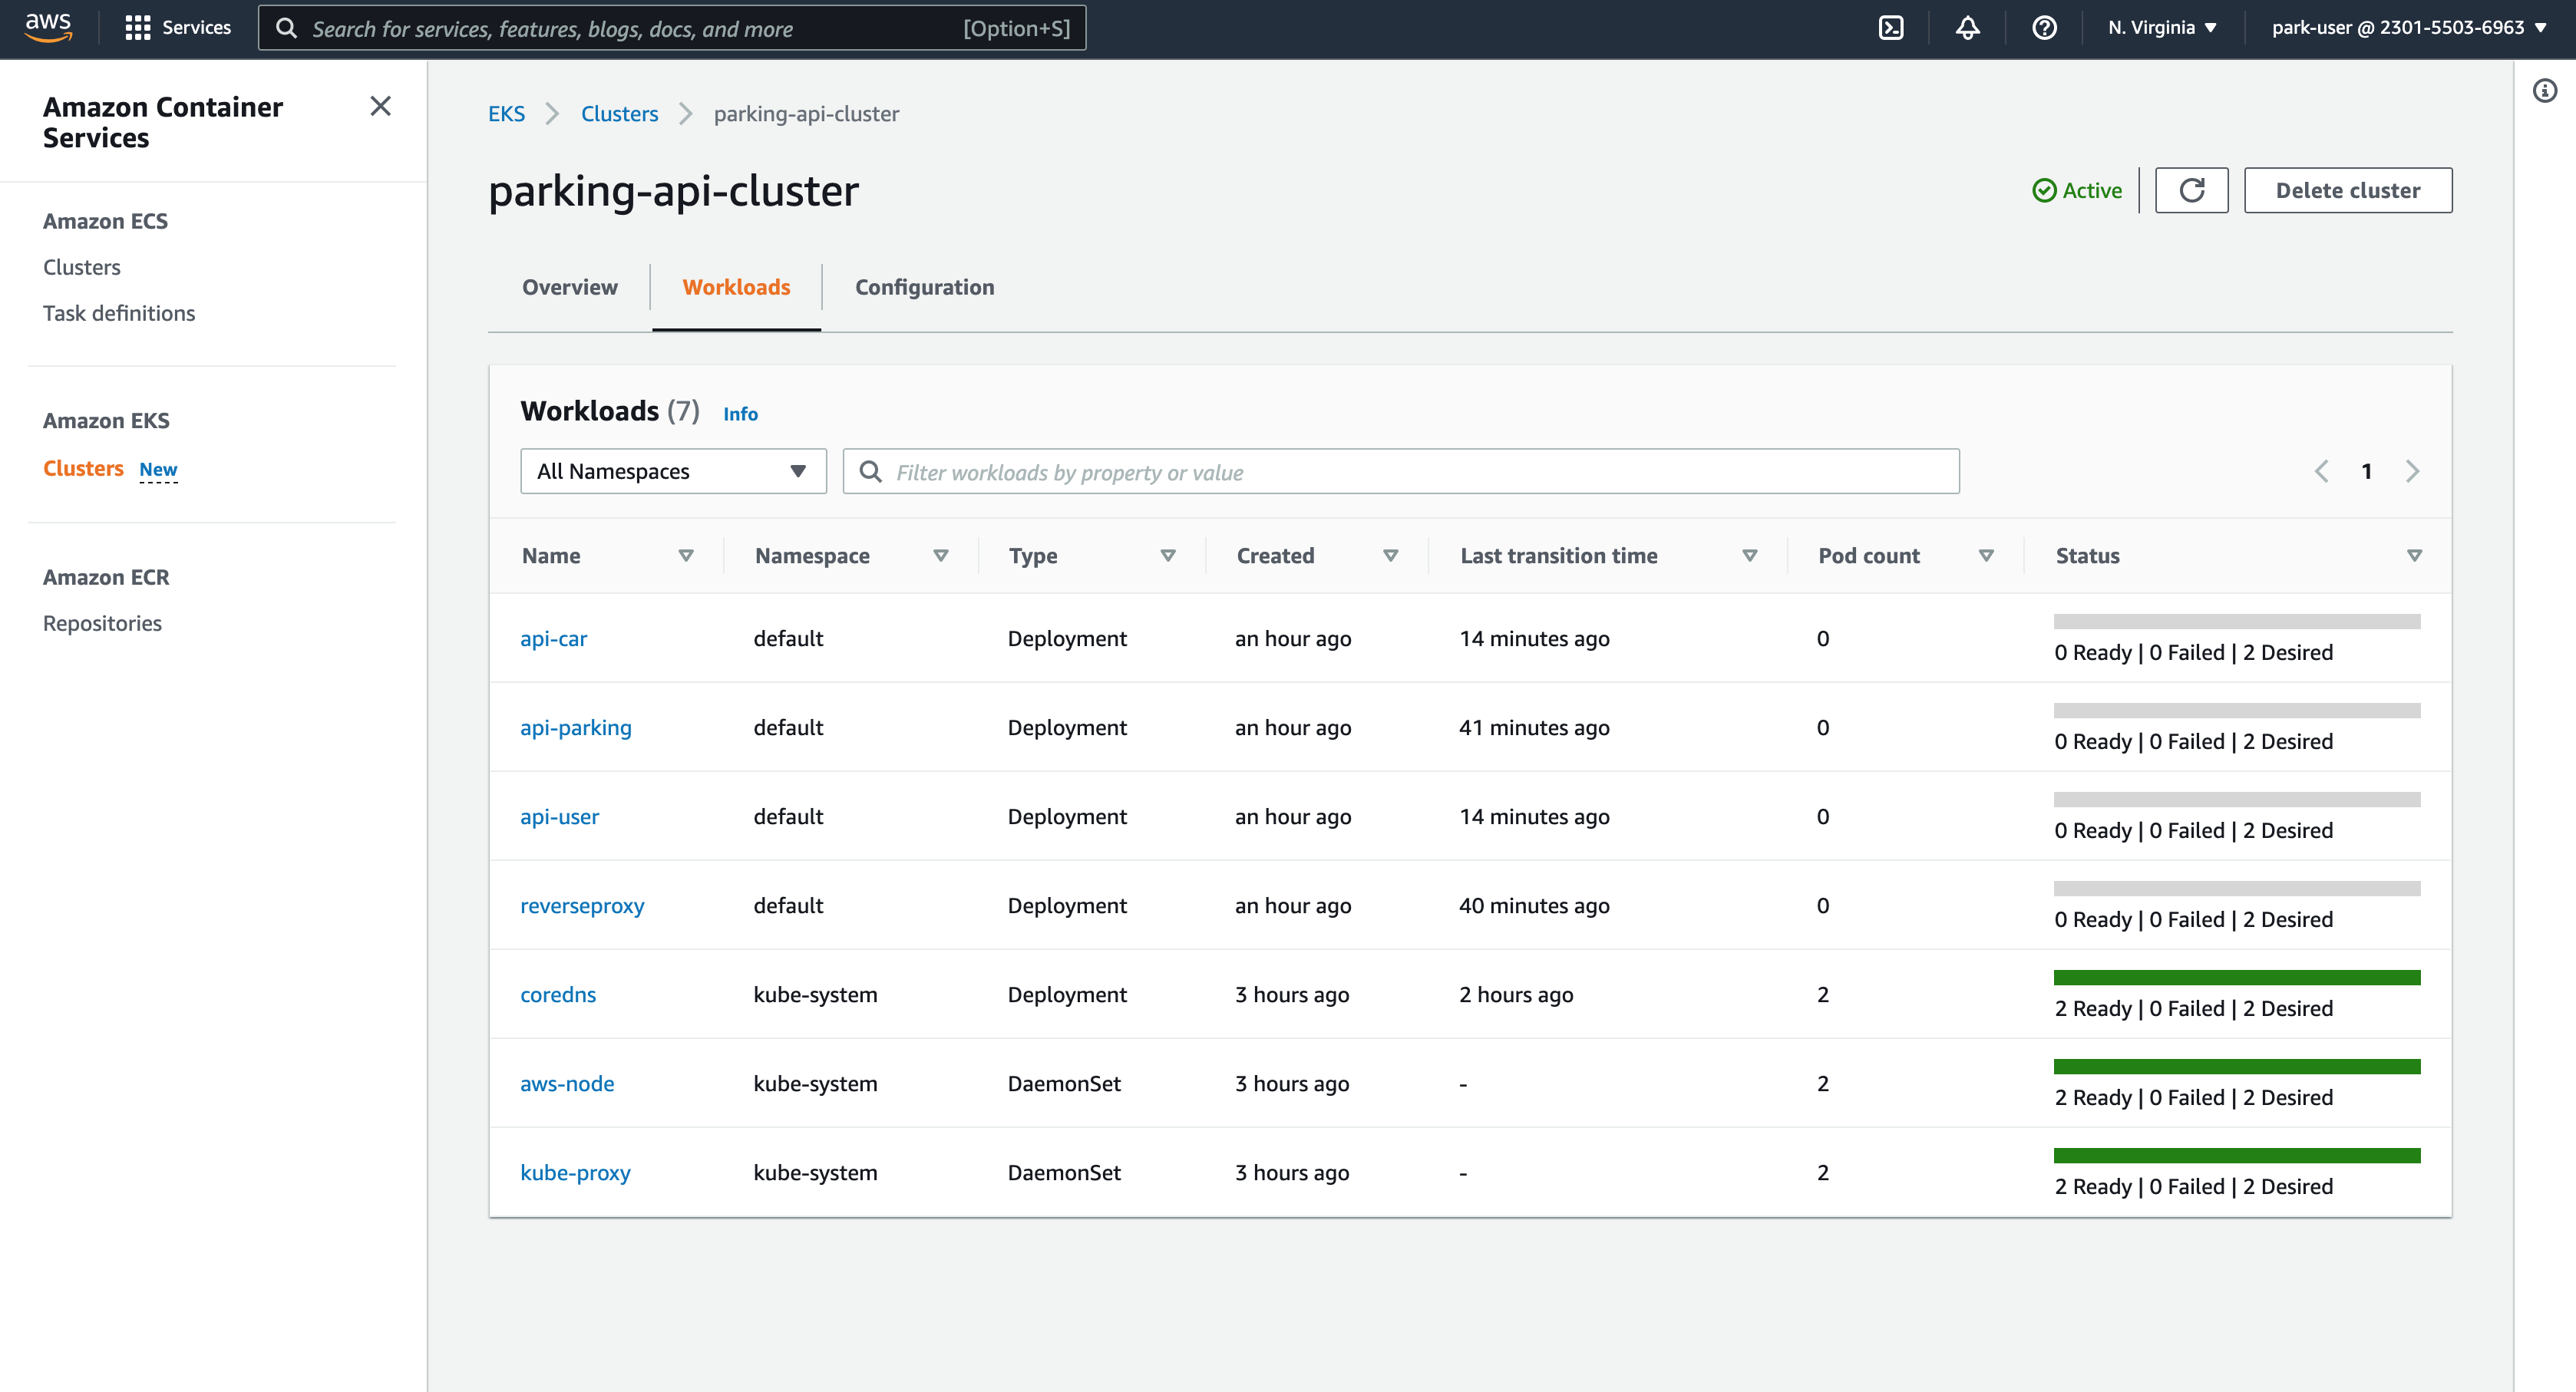 aws
Services
Search for services, features, blogs, docs, and more
[Option+S]
N. Virginia
park-user @ 2301-5503-6963
Amazon Container
Services
Amazon ECS
Clusters
Task definitions
Amazon EKS
Clusters New
Amazon ECR
Repositories
EKS Clusters parking-api-cluster
parking-api-cluster
Active
Delete cluster
Overview Workloads Configuration
Workloads (7) Info
All Namespaces
Filter workloads by property or value
1
Name Namespace Type Created Last transition time Pod count Status
api-car default Deployment an hour ago 14 minutes ago 0
0 Ready | 0 Failed | 2 Desired
api-parking default Deployment an hour ago 41 minutes ago 0
0 Ready | 0 Failed | 2 Desired
api-user default Deployment an hour ago 14 minutes ago 0
0 Ready | 0 Failed | 2 Desired
reverseproxy default Deployment an hour ago 40 minutes ago 0
0 Ready | 0 Failed | 2 Desired
coredns kube-system Deployment 3 hours ago 2 hours ago 2
2 Ready | 0 Failed | 2 Desired
aws-node kube-system DaemonSet 3 hours ago - 2
2 Ready | 0 Failed | 2 Desired
kube-proxy kube-system DaemonSet 3 hours ago - 2
2 Ready | 0 Failed | 2 Desired